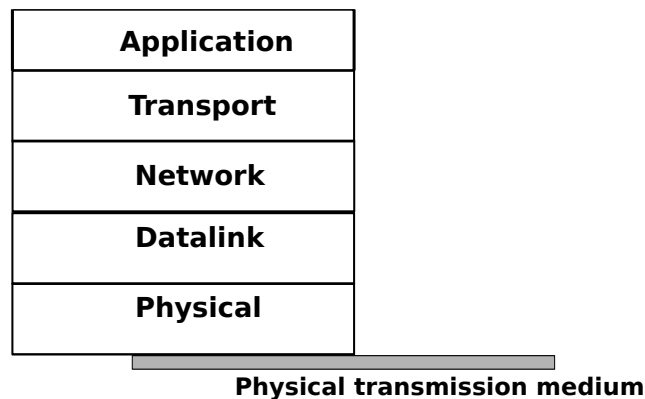 Application
Transport
Network
Datalink
Physical
Physical transmission medium